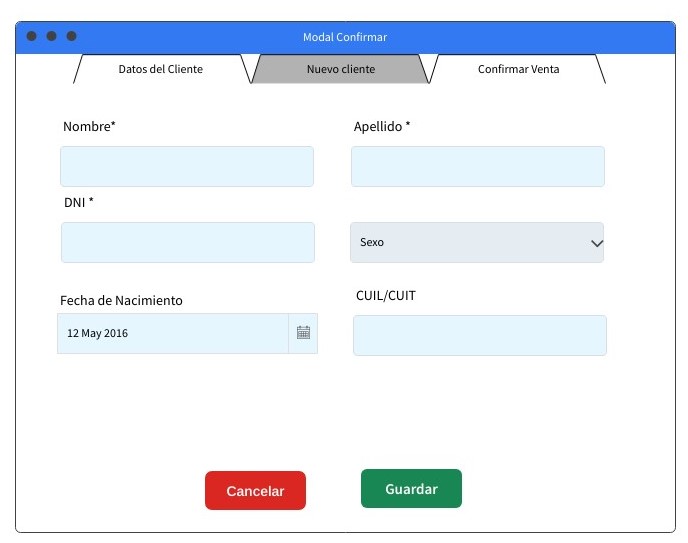 Modal Confirmar
Datos del Cliente
Nuevo cliente
Confirmar Venta
Nombre*
Apellido *
DNI *
Sexo
Fecha de Nacimiento
CUIL/CUIT
12 May 2016
Cancelar
Guardar